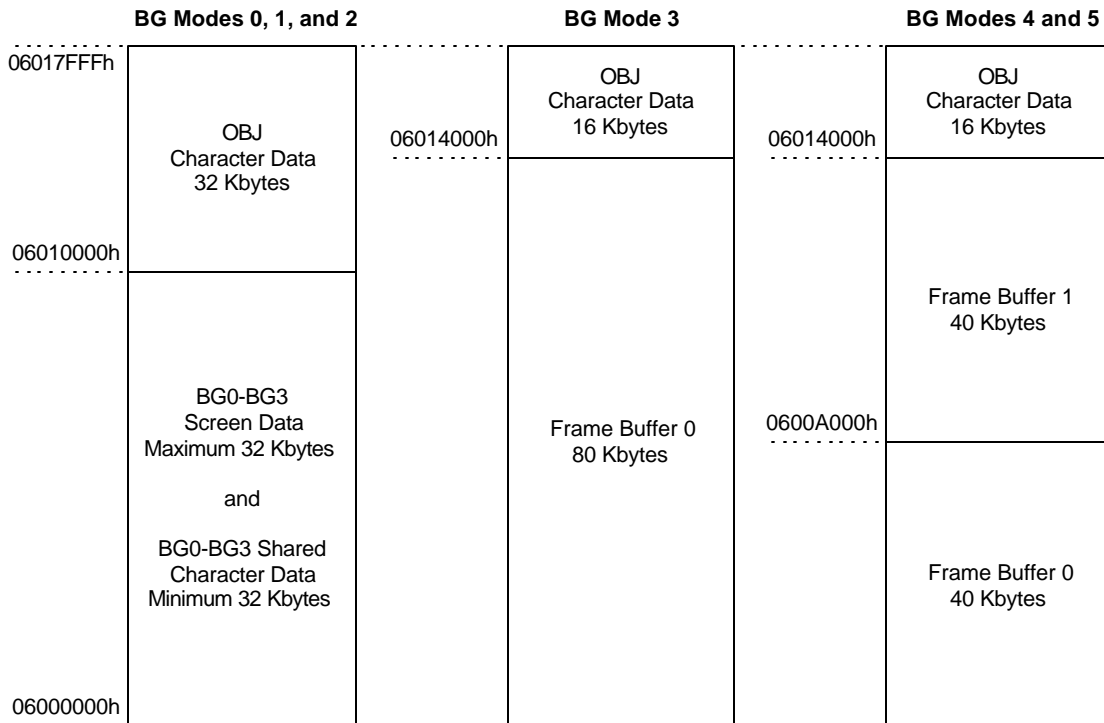 BG Modes 0, 1, and 2
06017FFFh
OBJ
Character Data
32 Kbytes
06010000h
BG0-BG3
Screen Data
Maximum 32 Kbytes
and
BG0-BG3 Shared
Character Data
Minimum 32 Kbytes
06000000h
BG Mode 3
OBJ
Character Data
16 Kbytes
06014000h
Frame Buffer 0
80 Kbytes
BG Modes 4 and 5
OBJ
Character Data
16 Kbytes
06014000h
Frame Buffer 1
40 Kbytes
0600A000h
Frame Buffer 0
40 Kbytes